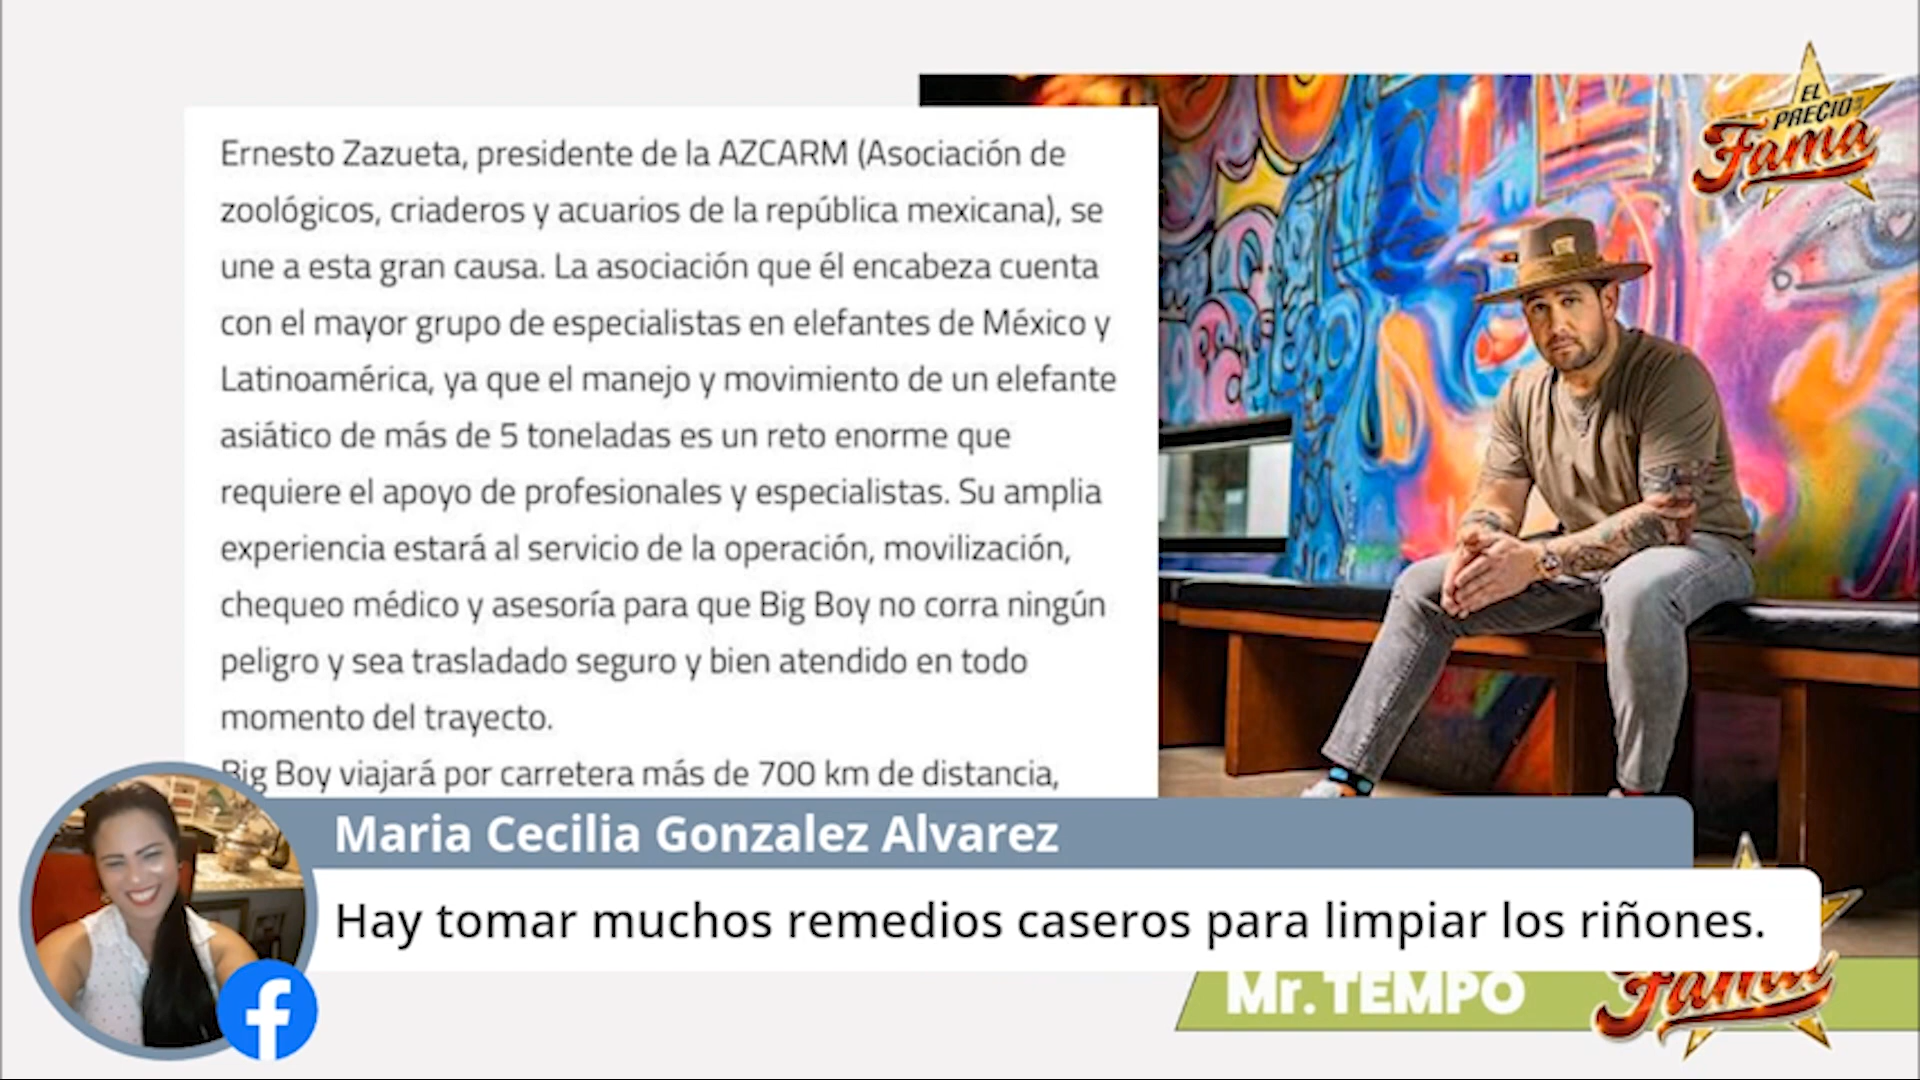 EL
PRECIO
Fama
Ernesto Zazueta, presidente de la AZCARM (Asociación de
zoológicos, criaderos y acuarios de la república mexicana), se
une a esta gran causa. La asociación que él encabeza cuenta
con el mayor grupo de especialistas en elefantes de México y
Latinoamérica, ya que el manejo y movimiento de un elefante
asiático de más de 5 toneladas es un reto enorme que
requiere el apoyo de profesionales y especialistas. Su amplia
experiencia estará al servicio de la operación, movilización,
chequeo médico y asesoría para que Big Boy no corra ningún
peligro y sea trasladado seguro y bien atendido en todo
momento del trayecto.
Big Boy viajará por carretera más de 700 km de distancia,
Maria Cecilia Gonzalez Alvarez
Hay tomar muchos remedios caseros para limpiar los riñones.
Mr. TEMPO
Fama